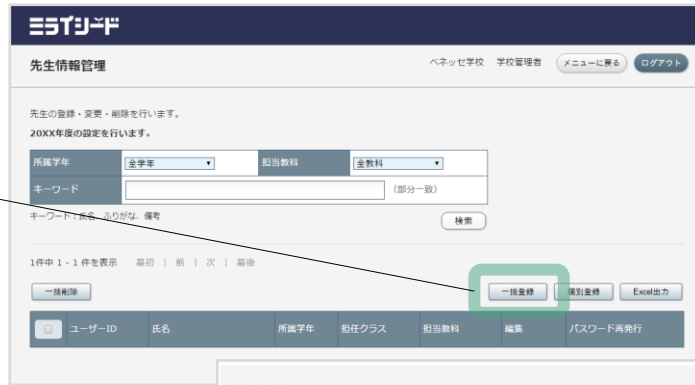 ミライシード
先生情報管理 ベネッセ学校 学校管理者 メニューに戻る ログアウト
先生の登録・変更・削除を行います。
20XX年度の設定を行います。
所属学年 全学年 担当教科 全教科
キーワード (部分一致)
キーワード：氏名、ふりがな、備考 検索
1件中 1 - 1 件を表示 最初 | 前 | 次 | 最後
一括削除 一括登録 個別登録 Excel出力
ユーザーID 氏名 所属学年 担任クラス 担当教科 編集 パスワード再発行